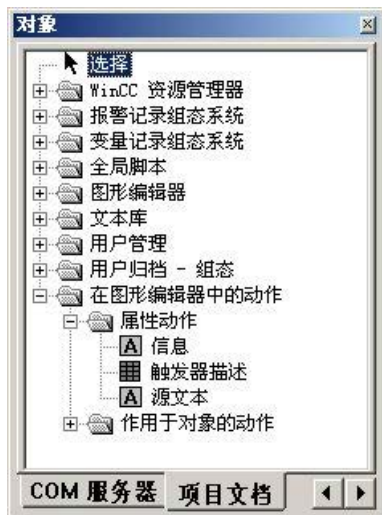 对象
选择
WinCC 资源管理器
报警记录组态系统
变量记录组态系统
全局脚本
图形编辑器
文本库
用户管理
用户归档 - 组态
在图形编辑器中的动作
属性动作
A 信息
触发器描述
A 源文本
作用于对象的动作
COM 服务器 项目文档